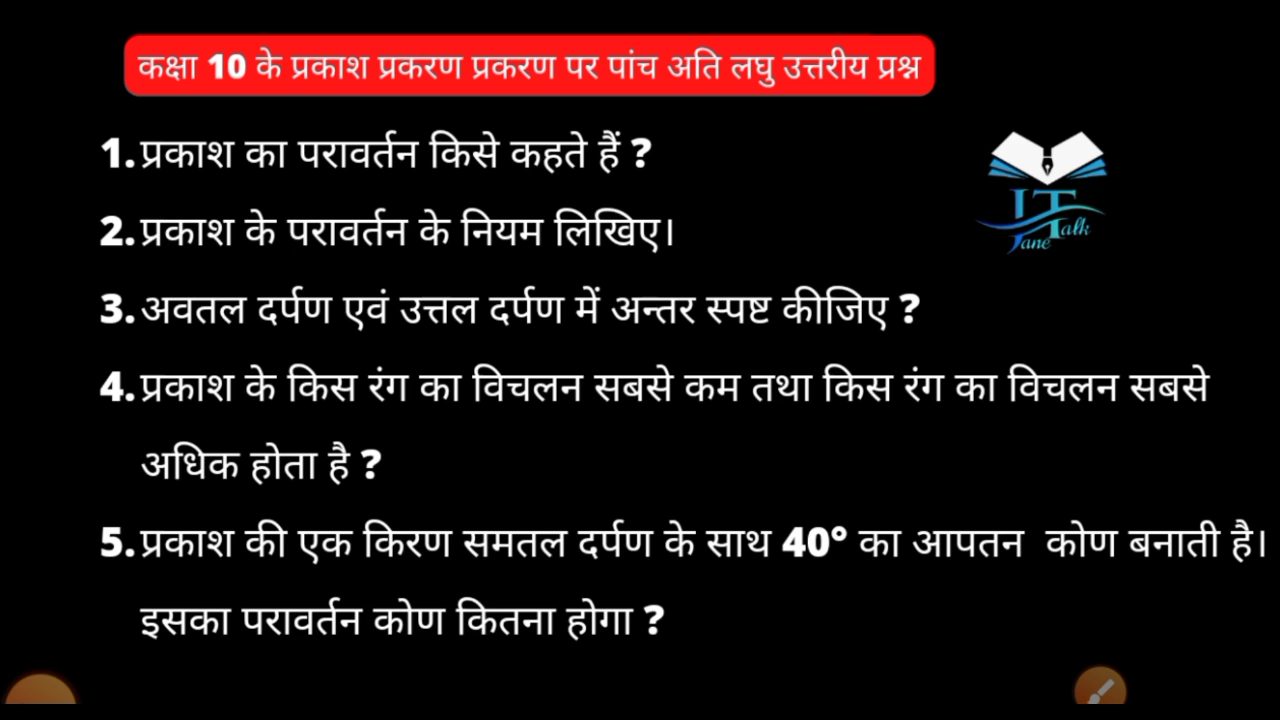 कक्षा 10 के प्रकाश प्रकरण प्रकरण पर पांच अति लघु उत्तरीय प्रश्न
1. प्रकाश का परावर्तन किसे कहते हैं ?
2. प्रकाश के परावर्तन के नियम लिखिए।
3. अवतल दर्पण एवं उत्तल दर्पण में अन्तर स्पष्ट कीजिए ?
4. प्रकाश के किस रंग का विचलन सबसे कम तथा किस रंग का विचलन सबसे
अधिक होता है ?
5. प्रकाश की एक किरण समतल दर्पण के साथ 40° का आपतन कोण बनाती है।
इसका परावर्तन कोण कितना होगा ?
JT
Jane Talk